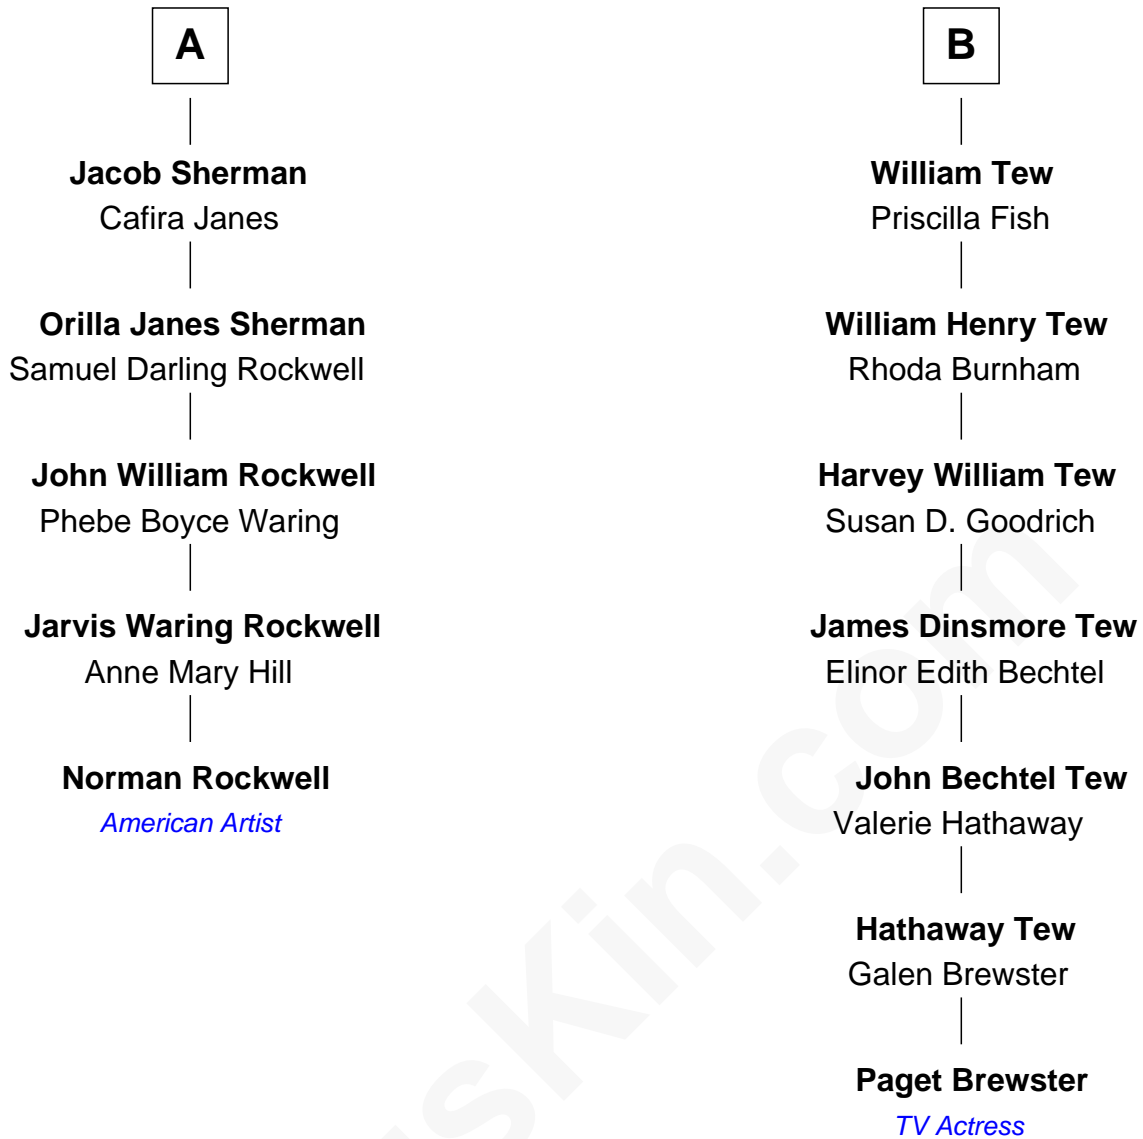 A
Jacob Sherman
Cafira Janes
Orilla Janes Sherman
Samuel Darling Rockwell
John William Rockwell
Phebe Boyce Waring
Jarvis Waring Rockwell
Anne Mary Hill
Norman Rockwell
American Artist
B
William Tew
Priscilla Fish
William Henry Tew
Rhoda Burnham
Harvey William Tew
Susan D. Goodrich
James Dinsmore Tew
Elinor Edith Bechtel
John Bechtel Tew
Valerie Hathaway
Hathaway Tew
Galen Brewster
Paget Brewster
TV Actress
sKin.com